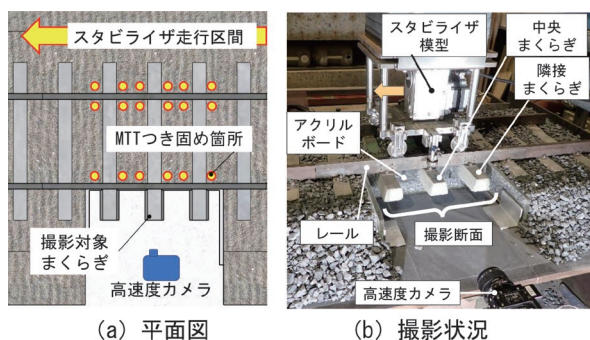 スタビライザ走行区間
MTTつき固め箇所
撮影対象
まくらぎ
高速度カメラ
(a) 平面図
スタビライザ
模型
中央
まくらぎ
隣接
まくらぎ
アクリル
ボード
レール
撮影断面
高速度カメラ
(b) 撮影状況